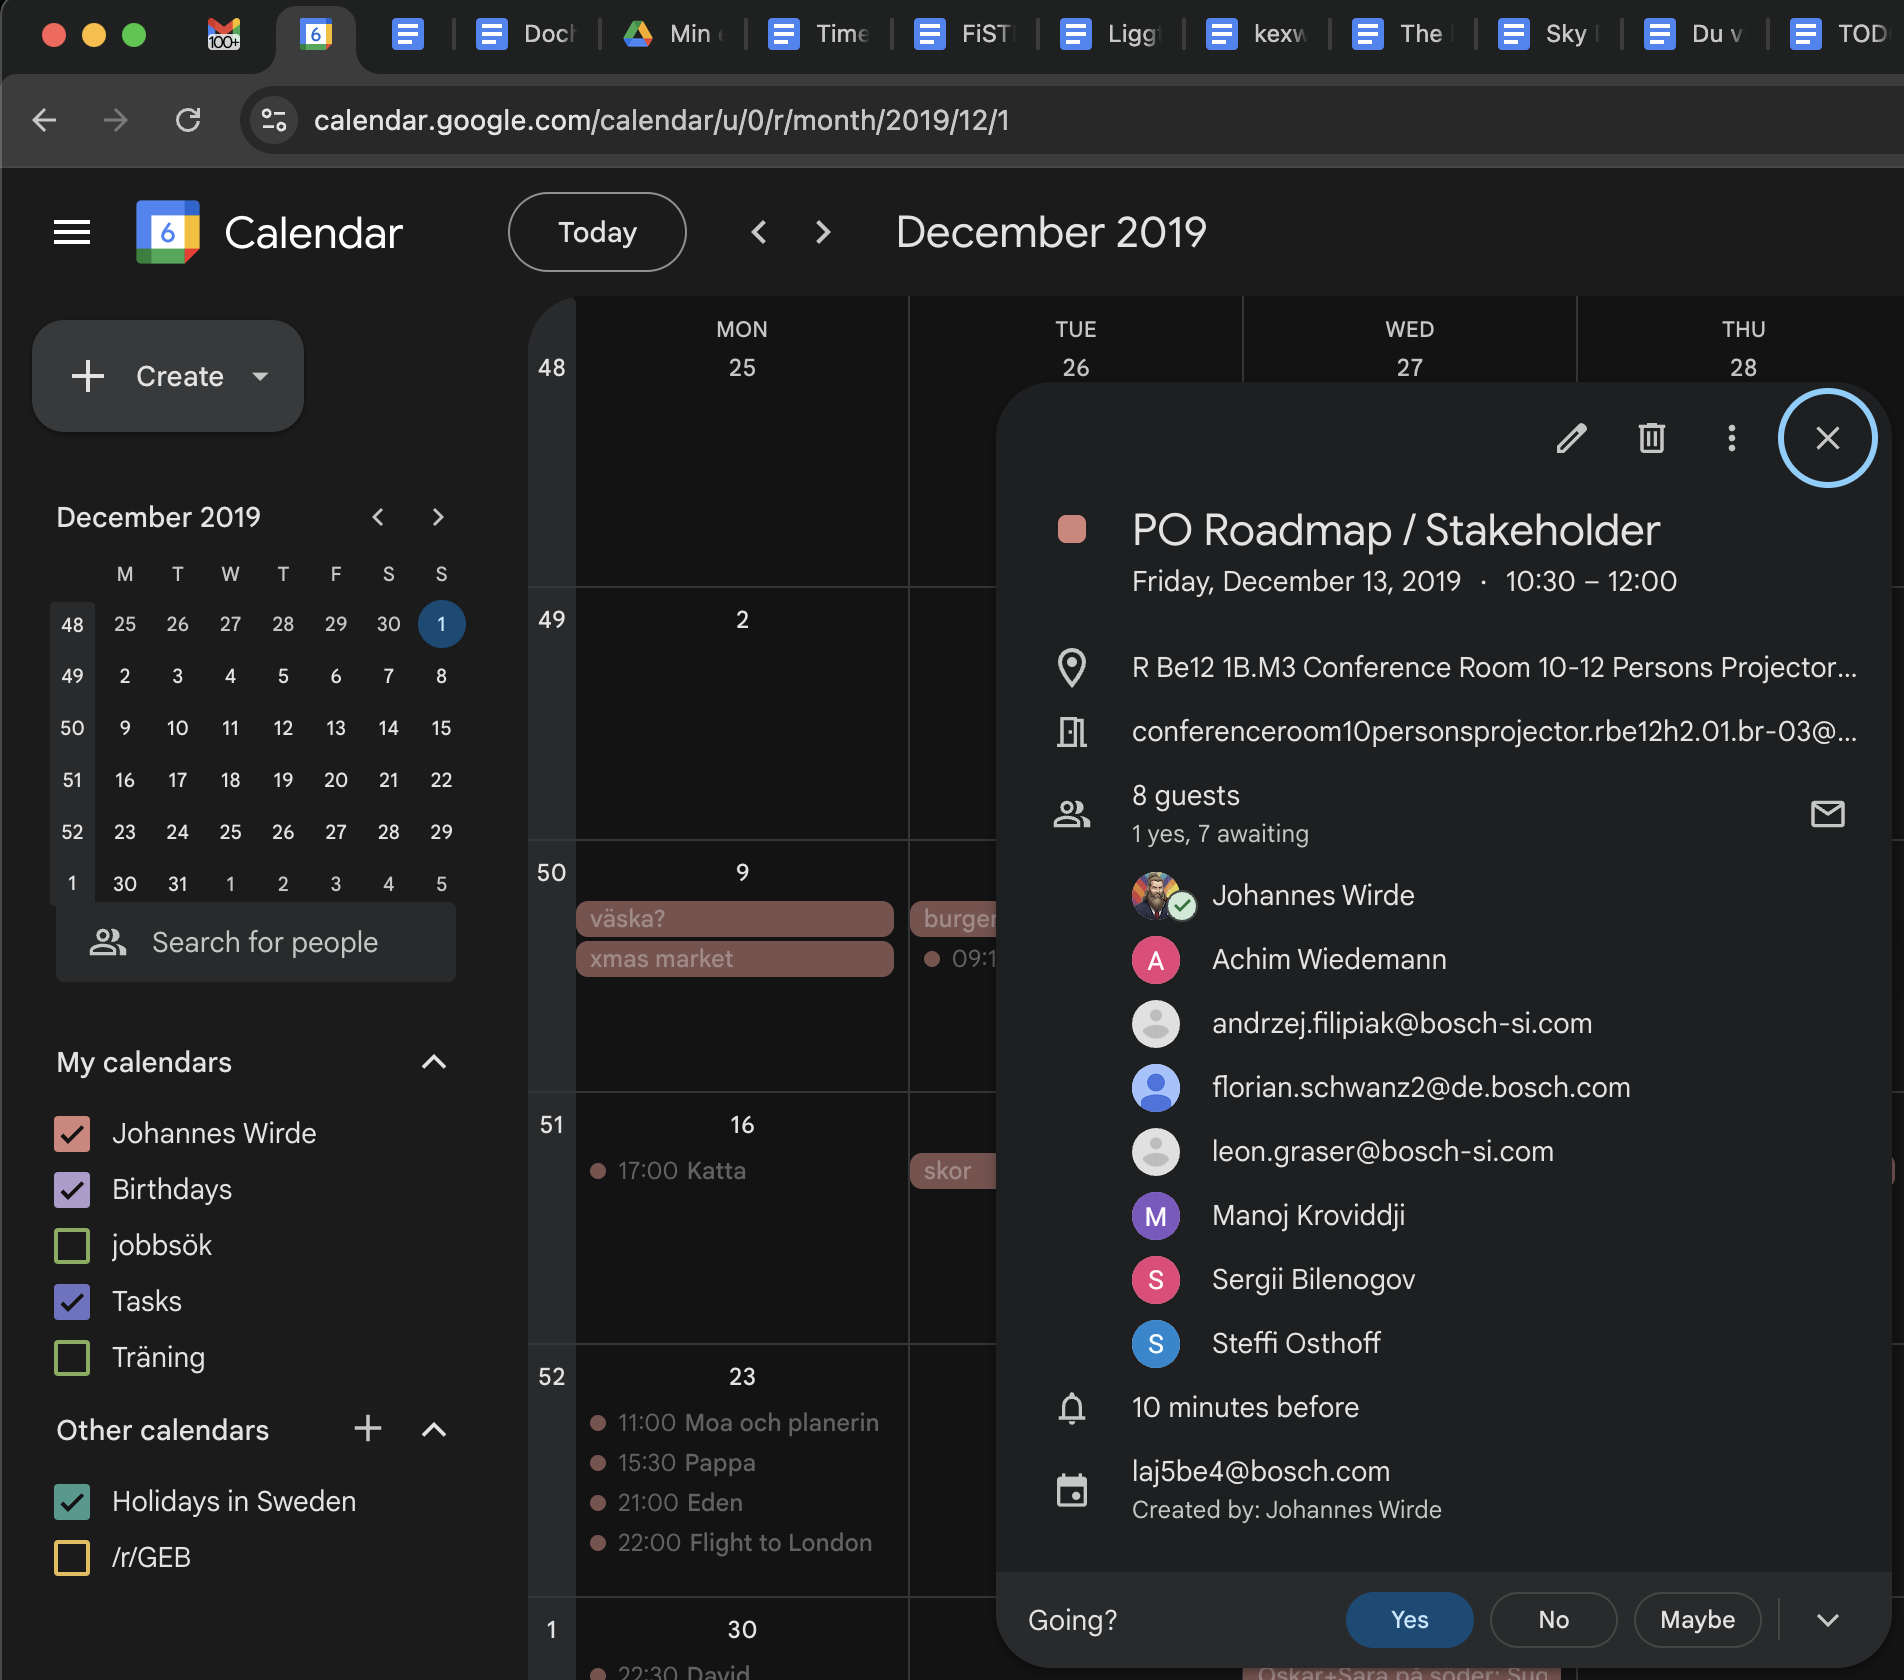 100+
6
Doch
Min
Time
FiST
Ligg
kexw
The
Sky
Du v
TOD
calendar.google.com/calendar/u/0/r/month/2019/12/1
6
Calendar
Today
December 2019
Create
December 2019
M T W T F S S
48 25 26 27 28 29 30 1
49 2 3 4 5 6 7 8
50 9 10 11 12 13 14 15
51 16 17 18 19 20 21 22
52 23 24 25 26 27 28 29
1 30 31 1 2 3 4 5
Search for people
My calendars
Johannes Wirde
Birthdays
jobbsök
Tasks
Träning
Other calendars
Holidays in Sweden
/r/GEB
MON TUE WED THU
48 25 26 27 28
49 2
50 9
väska?
burger
xmas market
09:1
51 16
17:00 Katta
skor
52 23
11:00 Moa och planerin
15:30 Pappa
21:00 Eden
22:00 Flight to London
1 30
22:30 David
Oskar+Sara på söder: Sug
PO Roadmap / Stakeholder
Friday, December 13, 2019 · 10:30 – 12:00
R Be12 1B.M3 Conference Room 10-12 Persons Projector...
conferenceroom10personsprojector.rbe12h2.01.br-03@...
8 guests
1 yes, 7 awaiting
Johannes Wirde
A Achim Wiedemann
andrzej.filipiak@bosch-si.com
florian.schwanz2@de.bosch.com
leon.graser@bosch-si.com
M Manoj Kroviddji
S Sergii Bilenogov
S Steffi Osthoff
10 minutes before
laj5be4@bosch.com
Created by: Johannes Wirde
Going?
Yes
No
Maybe